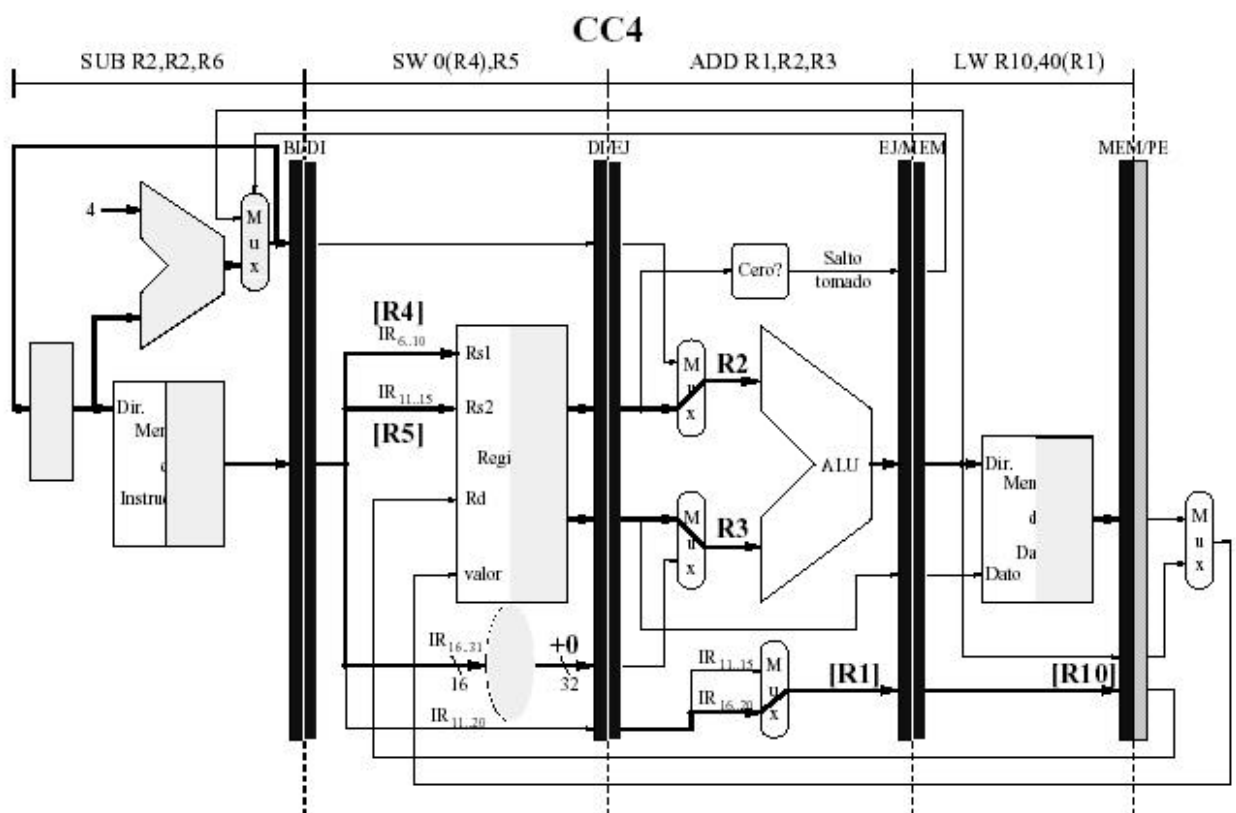 CC4
SUB R2,R2,R6
SW 0(R4),R5
ADD R1,R2,R3
LW R10,40(R1)
BI/DI
DI/EJ
EJ/MEM
MEM/PE
4
M
u
x
Cero?
Salto
tomado
[R4]
IR6..10
Rs1
M
u
x
R2
Dir.
IR11..15
Rs2
[R5]
Mem
d
Instruc
Regi
ALU
Dir.
Mem
d
Da
Dato
Rd
M
u
x
R3
M
u
x
valor
IR16..31
16
+0
32
IR11..15
M
u
x
IR16..20
[R1]
[R10]
IR11..20